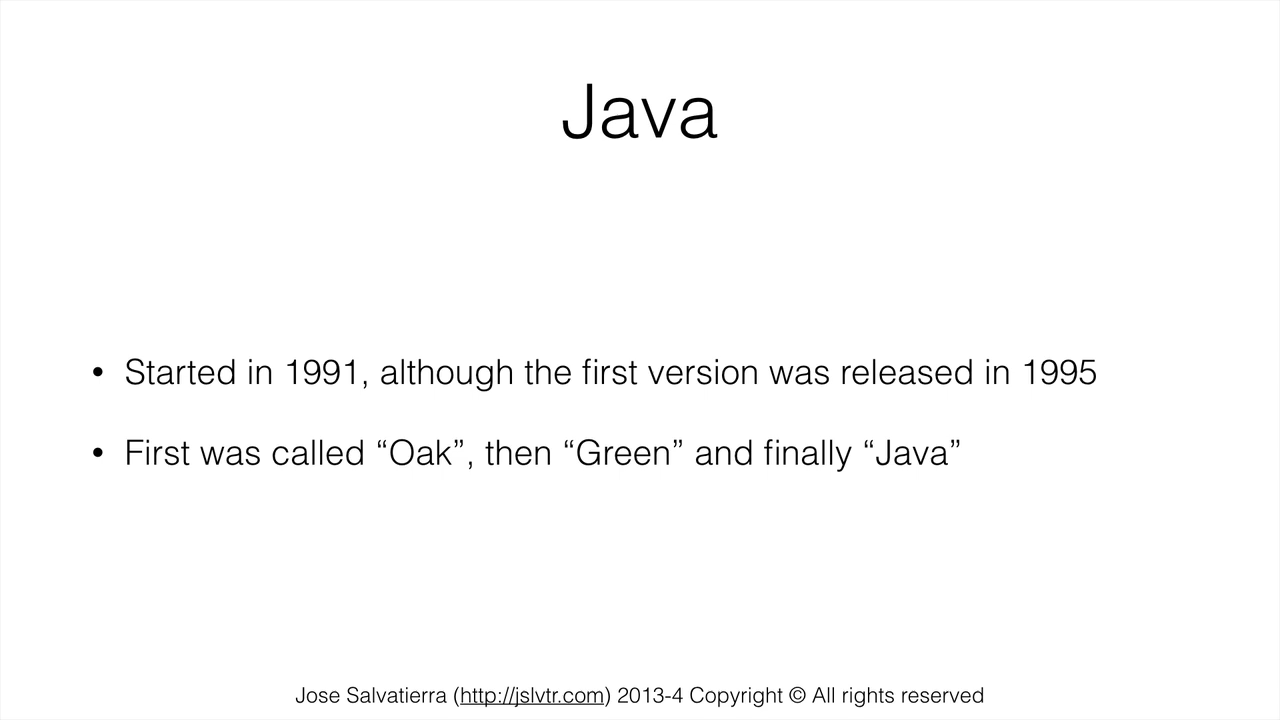 Java
• Started in 1991, although the first version was released in 1995
• First was called “Oak”, then “Green” and finally “Java”
Jose Salvatierra (http://jslvtr.com) 2013-4 Copyright © All rights reserved